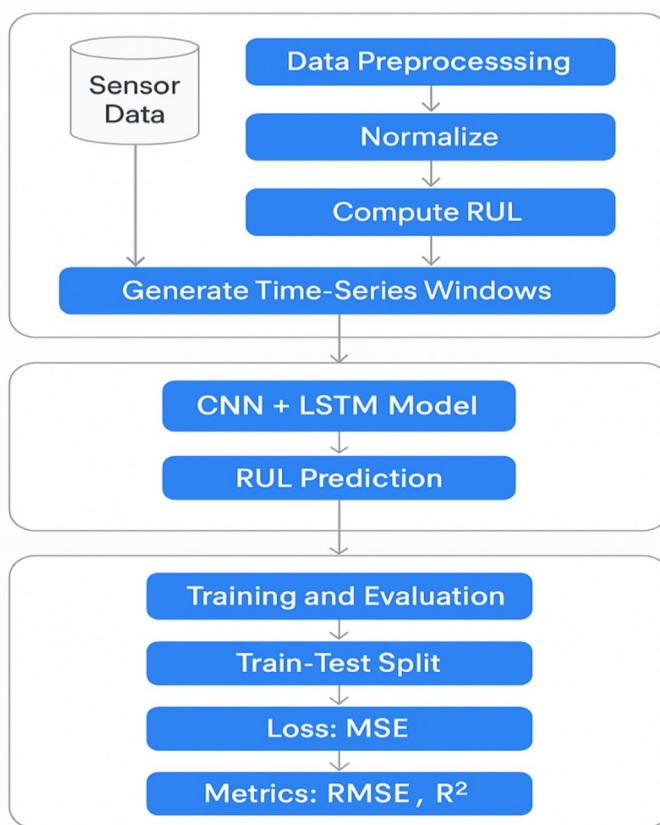 Sensor
Data
Data Preprocesssing
Normalize
Compute RUL
Generate Time-Series Windows
CNN + LSTM Model
RUL Prediction
Training and Evaluation
Train-Test Split
Loss: MSE
Metrics: RMSE , R²